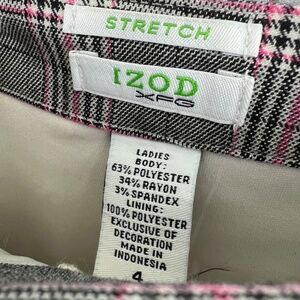 STRETCH
IZOD
XFG
LADIES
BODY:
63% POLYESTER
34% RAYON
3% SPANDEX
LINING:
100% POLYESTER
EXCLUSIVE OF
DECORATION
MADE IN
INDONESIA
4